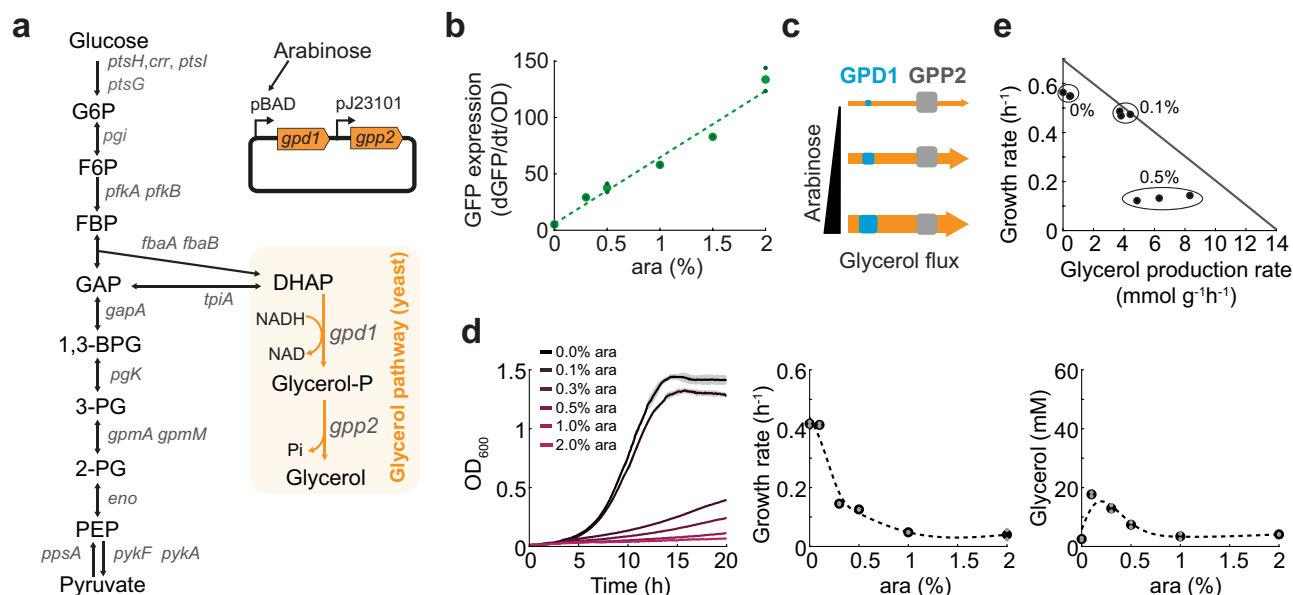 a
Glucose
ptsH,crr, ptsI
ptsG
G6P
pgi
F6P
pfkA pfkB
FBP
fbaA fbaB
GAP
tpiA
gapA
1,3-BPG
pgK
3-PG
gpmA gpmM
2-PG
eno
PEP
ppsA
pykF pykA
Pyruvate
Arabinose
pBAD
pJ23101
gpd1
gpp2
DHAP
NADH
gpd1
NAD
Glycerol-P
gpp2
Pi
Glycerol
Glycerol pathway (yeast)
b
GFP expression
(dGFP/dt/OD)
150
100
50
0
0
0.5
1.0
1.5
2
ara (%)
c
GPD1
GPP2
Arabinose
Glycerol flux
d
OD600
1.5
1
0.5
0
0.0% ara
0.1% ara
0.3% ara
0.5% ara
1.0% ara
2.0% ara
0
5
10
15
20
Time (h)
Growth rate (h-1)
0.6
0.4
0.2
0
0
0.5
1
1.5
2
ara (%)
Glycerol (mM)
60
40
20
0
0
0.5
1
1.5
2
ara (%)
e
Growth rate (h-1)
0.6
0.4
0.2
0
0%
0.1%
0.5%
0
2
4
6
8
10
12
14
Glycerol production rate
(mmol g-1h-1)